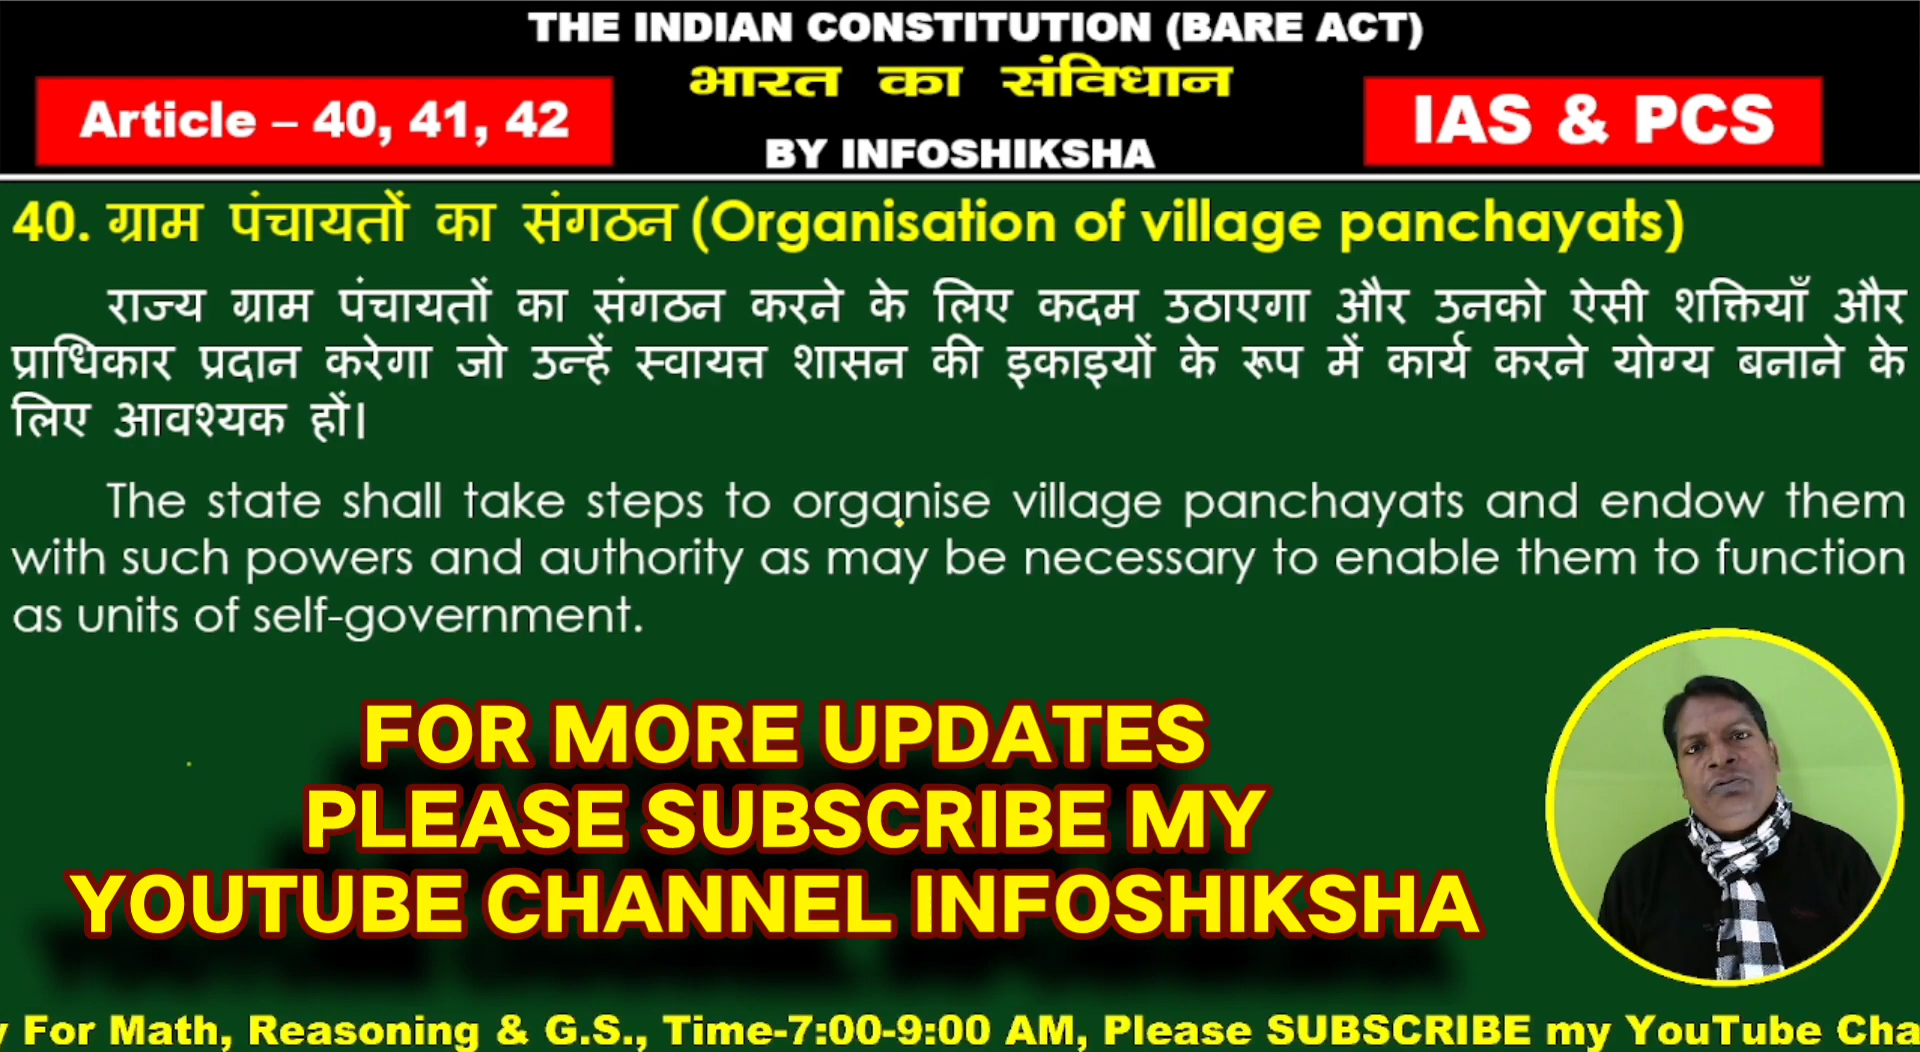 THE INDIAN CONSTITUTION (BARE ACT)
भारत का संविधान
Article – 40, 41, 42
IAS & PCS
BY INFOSHIKSHA
40. ग्राम पंचायतों का संगठन (Organisation of village panchayats)
राज्य ग्राम पंचायतों का संगठन करने के लिए कदम उठाएगा और उनको ऐसी शक्तियाँ और
प्राधिकार प्रदान करेगा जो उन्हें स्वायत्त शासन की इकाइयों के रूप में कार्य करने योग्य बनाने के
लिए आवश्यक हों।
The state shall take steps to organise village panchayats and endow them
with such powers and authority as may be necessary to enable them to function
as units of self-government.
FOR MORE UPDATES
PLEASE SUBSCRIBE MY
YOUTUBE CHANNEL INFOSHIKSHA
For Math, Reasoning & G.S., Time-7:00-9:00 AM, Please SUBSCRIBE my YouTube Cha